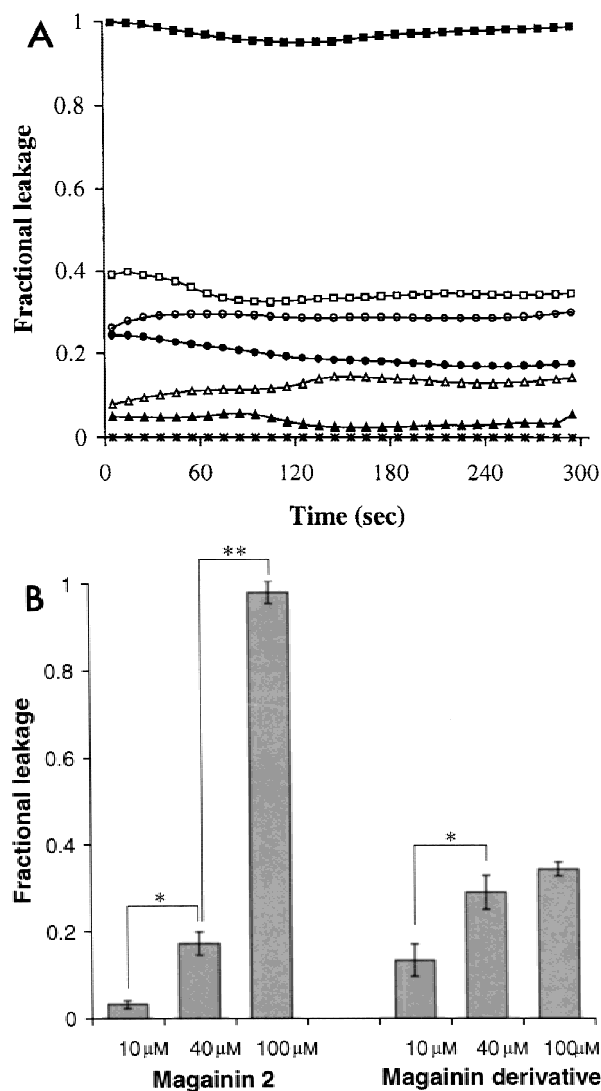 A
Fractional leakage
1
0.8
0.6
0.4
0.2
0
0 60 120 180 240 300
Time (sec)
B
Fractional leakage
1
0.8
0.6
0.4
0.2
0
**
*
*
10 μM 40 μM 100 μM 10 μM 40 μM 100 μM
Magainin 2 Magainin derivative